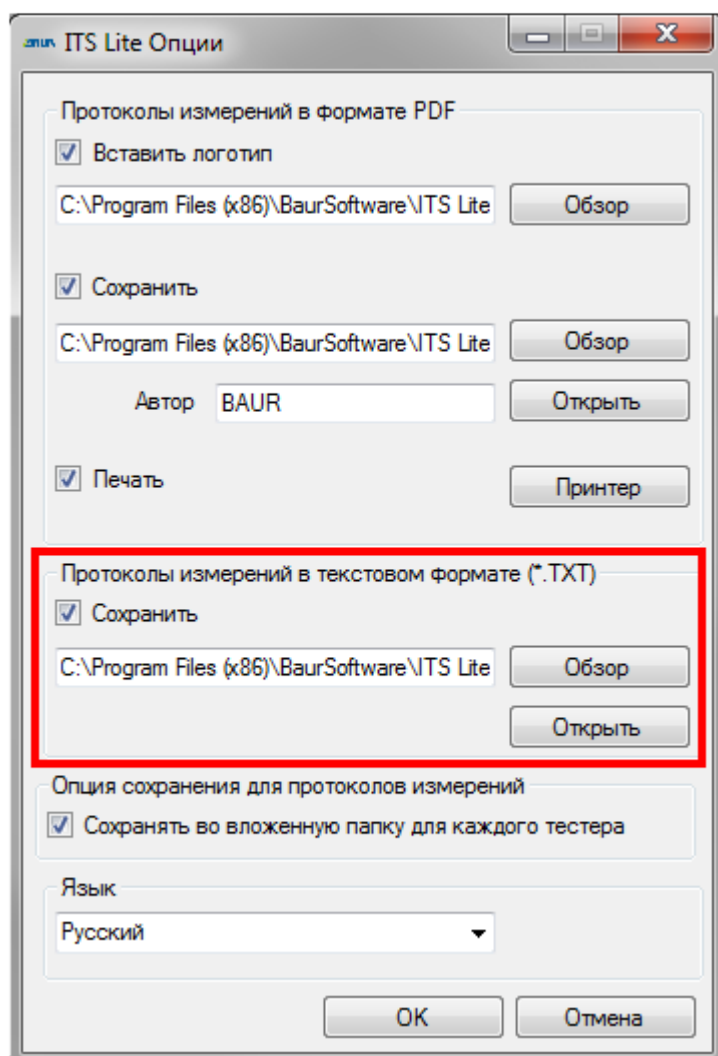 BAUR ITS Lite Опции
Протоколы измерений в формате PDF
Вставить логотип
C:\Program Files (x86)\BaurSoftware\ITS Lite Обзор
Сохранить
C:\Program Files (x86)\BaurSoftware\ITS Lite Обзор
Автор BAUR Открыть
Печать Принтер
Протоколы измерений в текстовом формате (*.TXT)
Сохранить
C:\Program Files (x86)\BaurSoftware\ITS Lite Обзор
Открыть
Опция сохранения для протоколов измерений
Сохранять во вложенную папку для каждого тестера
Язык
Русский
OK Отмена